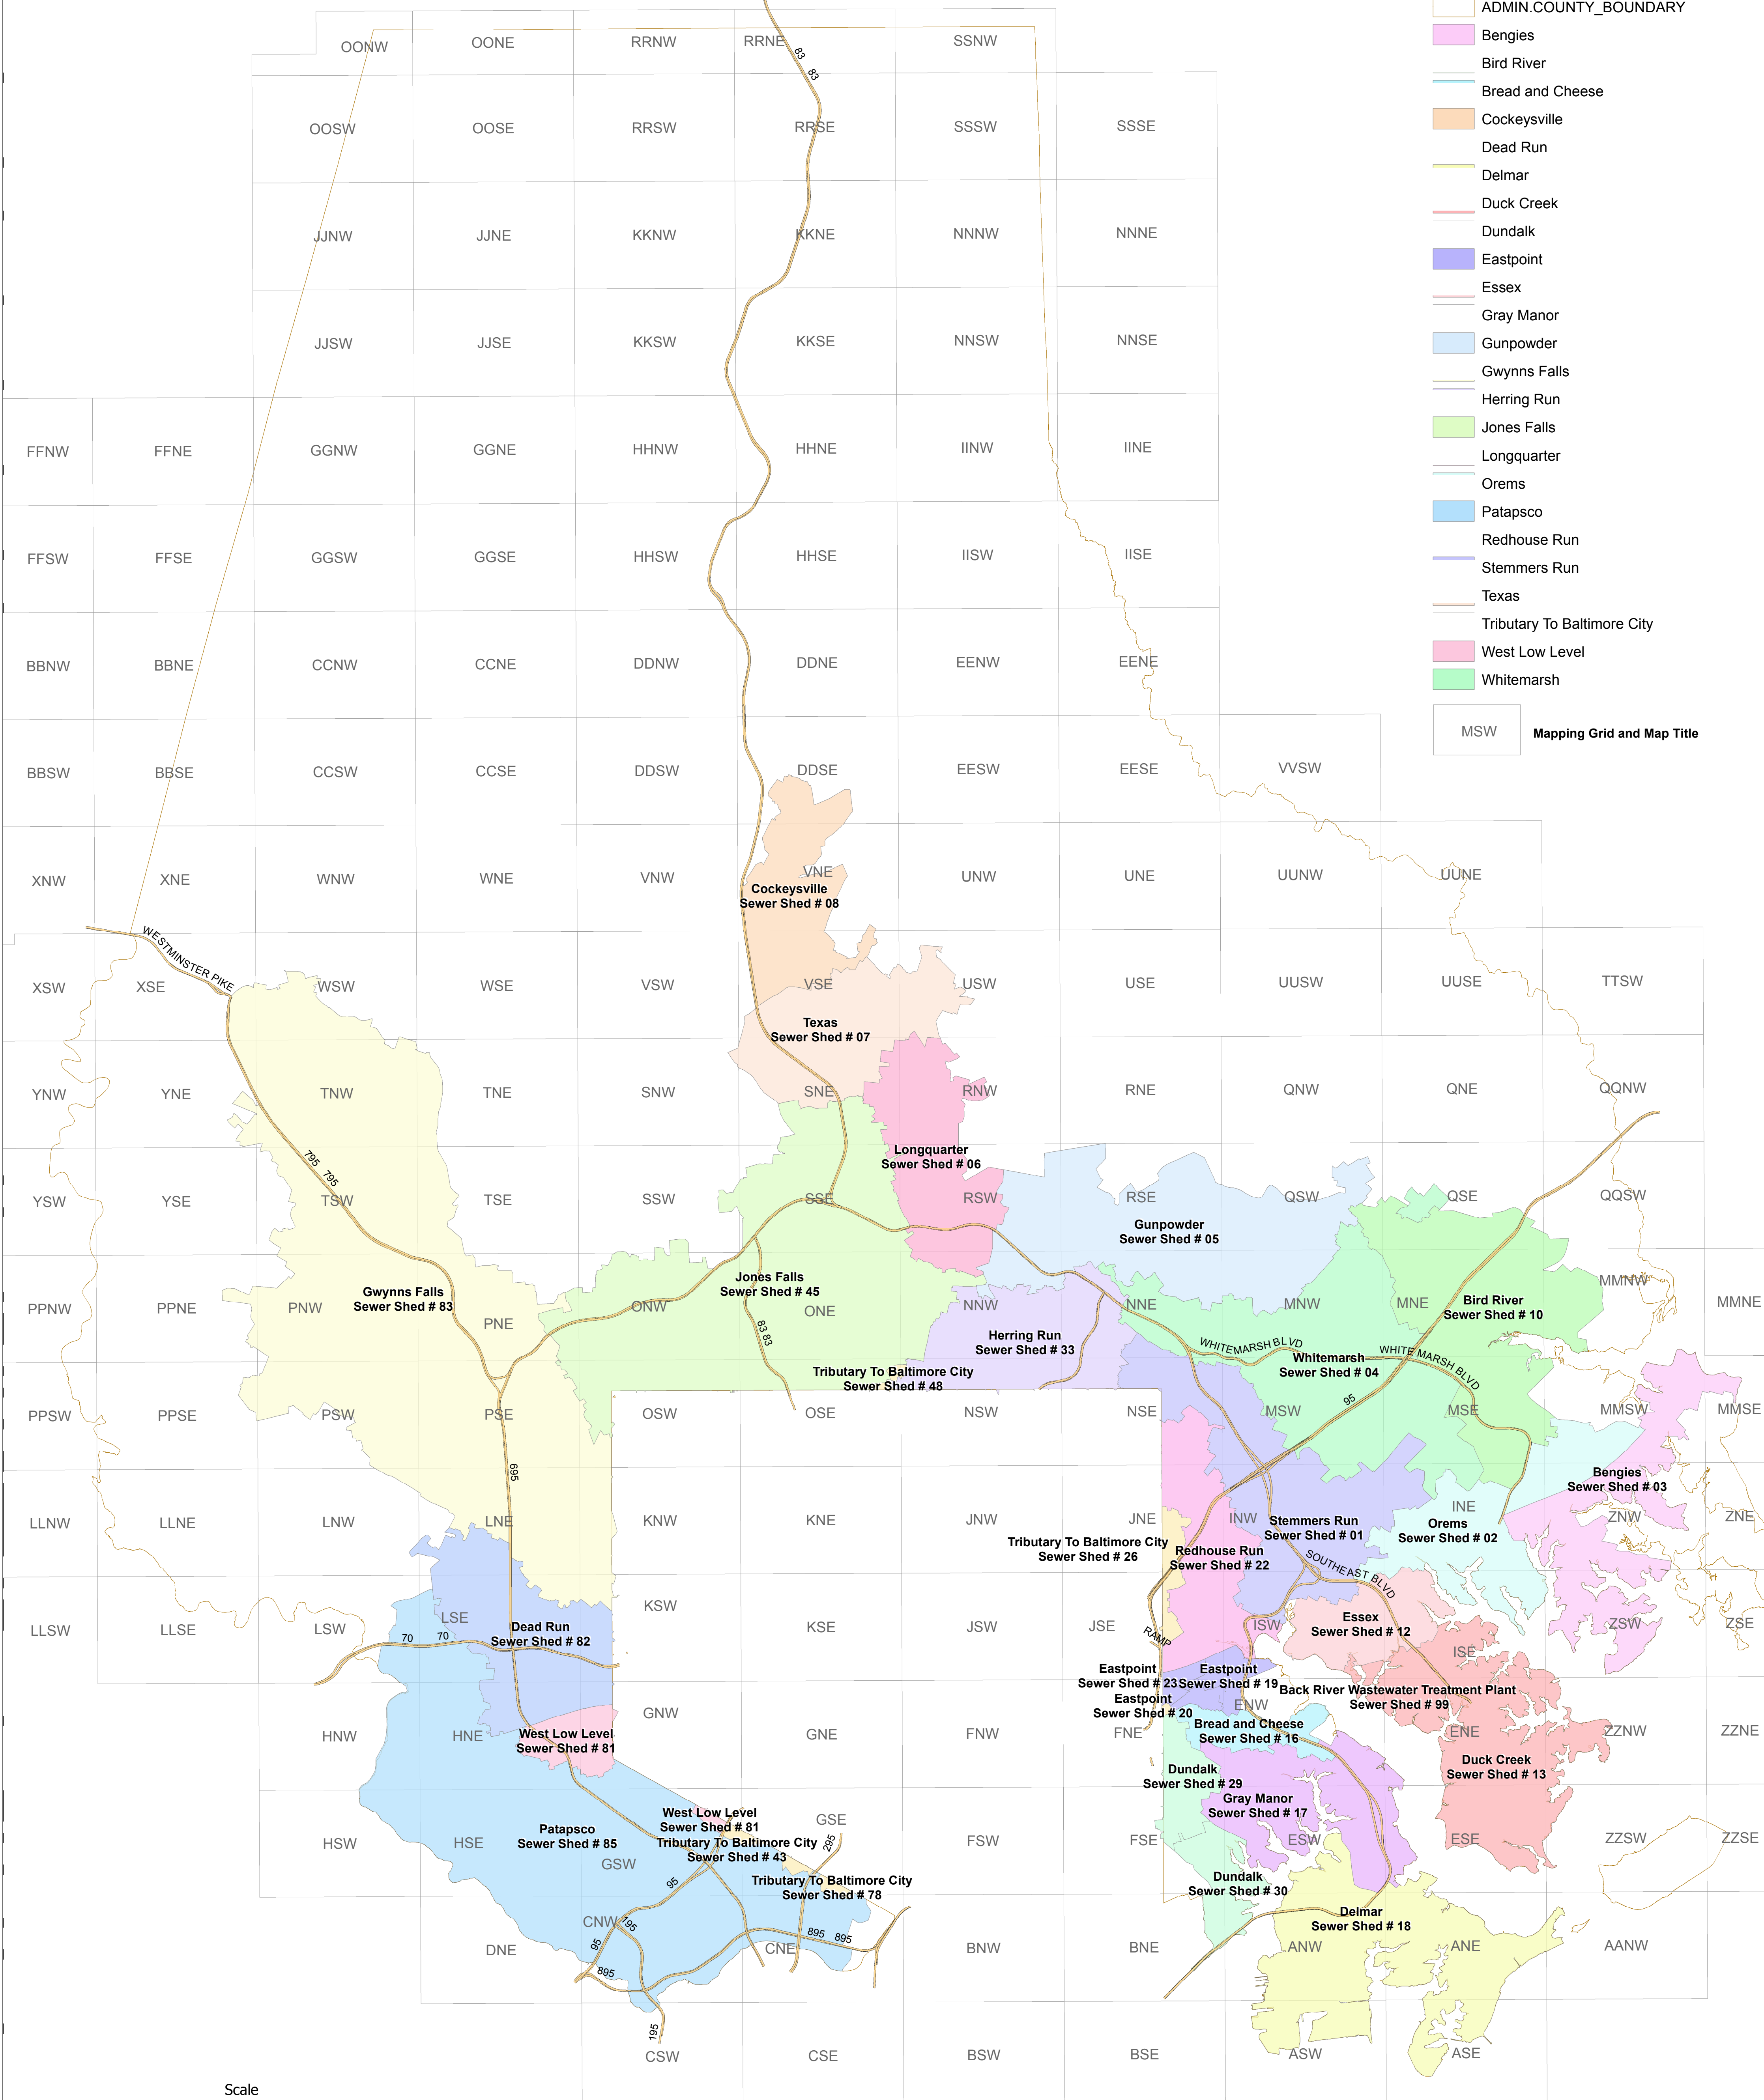 ADMIN.COUNTY_BOUNDARY
Bengies
Bird River
Bread and Cheese
Cockeysville
Dead Run
Delmar
Duck Creek
Dundalk
Eastpoint
Essex
Gray Manor
Gunpowder
Gwynns Falls
Herring Run
Jones Falls
Longquarter
Orems
Patapsco
Redhouse Run
Stemmers Run
Texas
Tributary To Baltimore City
West Low Level
Whitemarsh
MSW Mapping Grid and Map Title
OONW OONE RRNW RRNE SSNW
83 83
OOSW OOSE RRSW RRSE SSSW SSSE
JJNW JJNE KKNW KKNE NNNW NNNE
JJSW JJSE KKSW KKSE NNSW NNSE
FFNW FFNE GGNW GGNE HHNW HHNE IINW IINE
FFSW FFSE GGSW GGSE HHSW HHSE IISW IISE
BBNW BBNE CCNW CCNE DDNW DDNE EENW EENE
BBSW BBSE CCSW CCSE DDSW DDSE EESW EESE VVSW
XNW XNE WNW WNE VNW VNE UNW UNE UUNW UUNE
Cockeysville
Sewer Shed # 08
WESTMINSTER PIKE
XSW XSE WSW WSE VSW VSE USW USE UUSW UUSE TTSW
Texas
Sewer Shed # 07
YNW YNE TNW TNE SNW SNE RNW RNE QNW QNE QQNW
Longquarter
Sewer Shed # 06
795 795
YSW YSE TSW TSE SSW SSE RSW RSE QSW QSE QQSW
Gunpowder
Sewer Shed # 05
Jones Falls
Sewer Shed # 45
Gwynns Falls
Sewer Shed # 83
Bird River
Sewer Shed # 10
PPNW PPNE PNW PNE ONW ONE NNW NNE MNW MNE MMNW MMNE
83 83
Herring Run
Sewer Shed # 33
WHITEMARSH BLVD
WHITE MARSH BLVD
Whitemarsh
Sewer Shed # 04
Tributary To Baltimore City
Sewer Shed # 48
95
PPSW PPSE PSW PSE OSW OSE NSW NSE MSW MSE MMSW MMSE
695
Bengies
Sewer Shed # 03
LLNW LLNE LNW LNE KNW KNE JNW JNE INW INE ZNW ZNE
Stemmers Run
Sewer Shed # 01
Orems
Sewer Shed # 02
Tributary To Baltimore City
Sewer Shed # 26
Redhouse Run
Sewer Shed # 22
SOUTHEAST BLVD
Essex
Sewer Shed # 12
LLSW LLSE LSW LSE KSW KSE JSW JSE ISW ISE ZSW ZSE
70 70
Dead Run
Sewer Shed # 82
RAMP
Eastpoint
Sewer Shed # 23
Eastpoint
Sewer Shed # 19
Back River Wastewater Treatment Plant
Sewer Shed # 99
Eastpoint
Sewer Shed # 20
HNW HNE GNW GNE FNW FNE ENW ENE ZZNW ZZNE
West Low Level
Sewer Shed # 81
Bread and Cheese
Sewer Shed # 16
Duck Creek
Sewer Shed # 13
Dundalk
Sewer Shed # 29
Gray Manor
Sewer Shed # 17
West Low Level
Sewer Shed # 81
Patapsco
Sewer Shed # 85
HSW HSE GSW GSE FSW FSE ESW ESE ZZSW ZZSE
Tributary To Baltimore City
Sewer Shed # 43
295
Tributary To Baltimore City
Sewer Shed # 78
95
Dundalk
Sewer Shed # 30
Delmar
Sewer Shed # 18
DNE CNW CNE BNW BNE ANW ANE AANW
195
95
895 895
895
195
CSW CSE BSW BSE ASW ASE
Scale